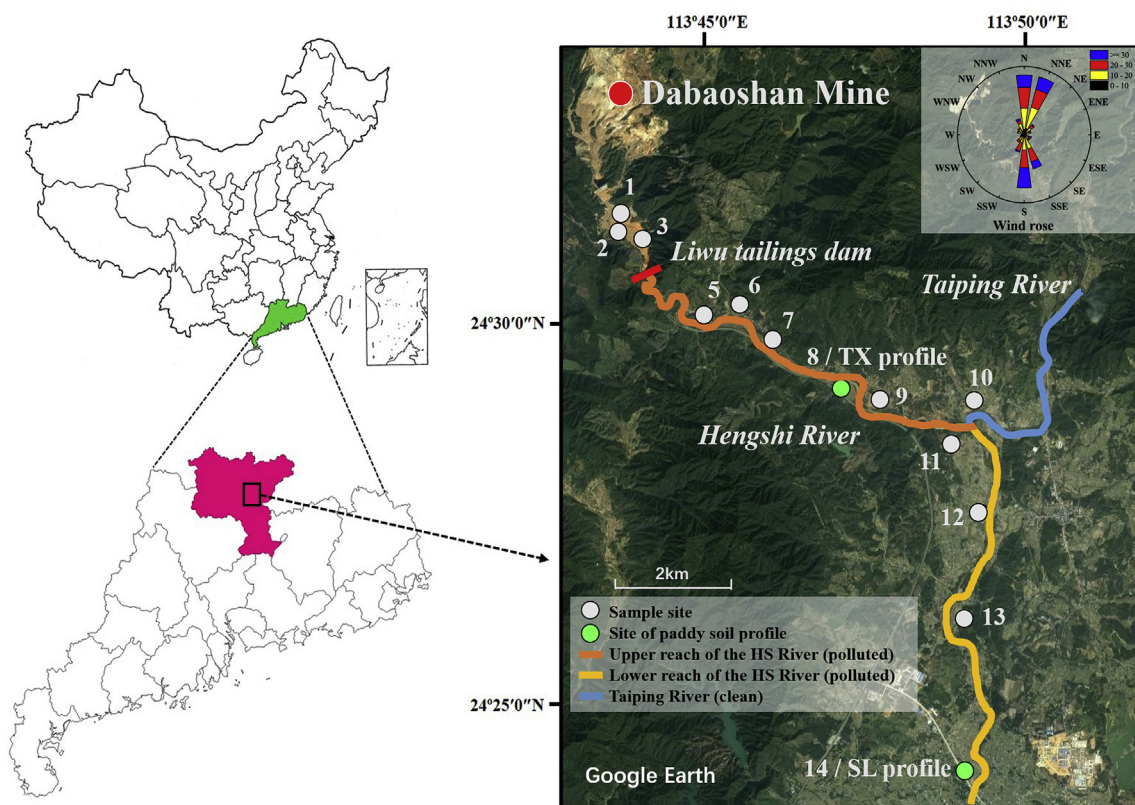 113°45′0″E
113°50′0″E
Dabaoshan Mine
N
NNE
NE
ENE
E
ESE
SE
SSE
S
SSW
SW
WSW
W
WNW
NW
NNW
>= 30
20 - 30
10 - 20
0 - 10
Wind rose
1
2
3
Liwu tailings dam
Taiping River
5
6
7
24°30′0″N
8 / TX profile
9
10
Hengshi River
11
12
2km
Sample site
13
Site of paddy soil profile
Upper reach of the HS River (polluted)
Lower reach of the HS River (polluted)
Taiping River (clean)
24°25′0″N
14 / SL profile
Google Earth